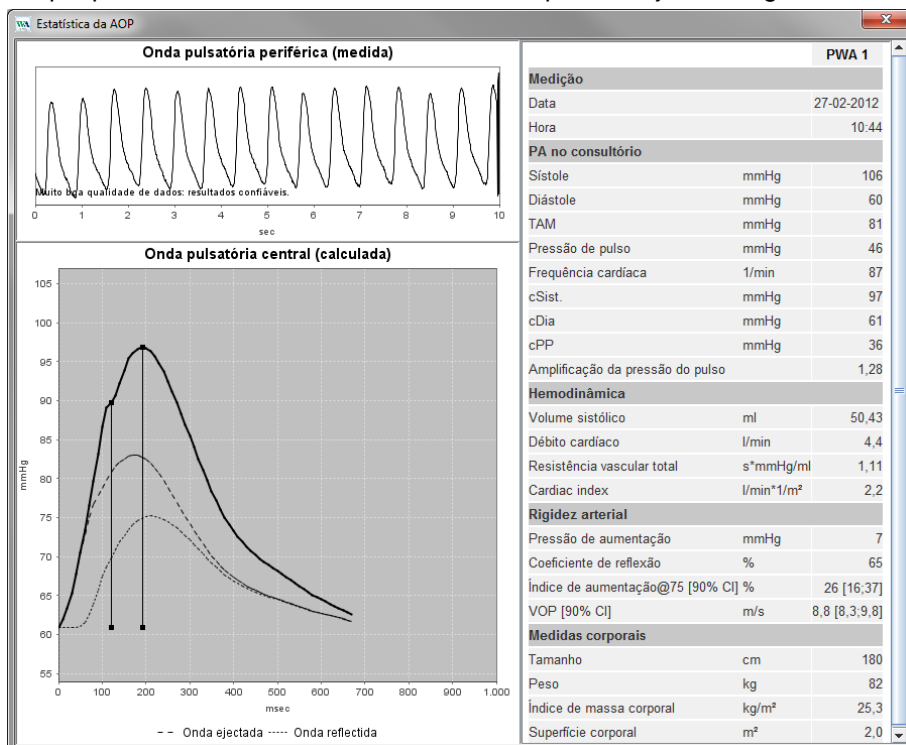 Estatística da AOP
Onda pulsatória periférica (medida)
Muito boa qualidade de dados: resultados confiáveis.
0 1 2 3 4 5 6 7 8 9 10
sec
Onda pulsatória central (calculada)
105
100
95
90
85
80
75
70
65
60
55
mmHg
0 100 200 300 400 500 600 700 800 900 1.000
msec
Onda ejectada Onda reflectida
PWA 1
Medição
Data 27-02-2012
Hora 10:44
PA no consultório
Sístole mmHg 106
Diástole mmHg 60
TAM mmHg 81
Pressão de pulso mmHg 46
Frequência cardíaca 1/min 87
cSist. mmHg 97
cDia mmHg 61
cPP mmHg 36
Amplificação da pressão do pulso 1,28
Hemodinâmica
Volume sistólico ml 50,43
Débito cardíaco l/min 4,4
Resistência vascular total s*mmHg/ml 1,11
Cardiac index l/min*1/m² 2,2
Rigidez arterial
Pressão de aumentação mmHg 7
Coeficiente de reflexão % 65
Índice de aumentação@75 [90% CI] % 26 [16;37]
VOP [90% CI] m/s 8,8 [8,3;9,8]
Medidas corporais
Tamanho cm 180
Peso kg 82
Índice de massa corporal kg/m² 25,3
Superfície corporal m² 2,0